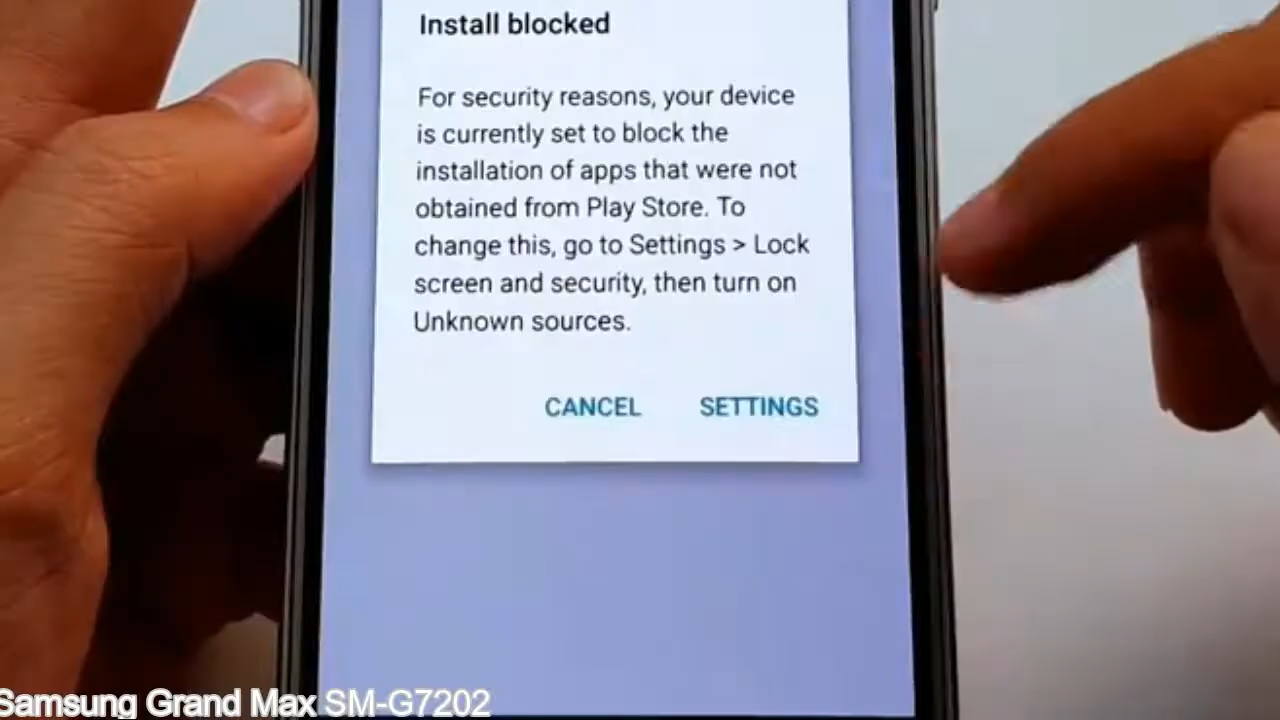 Install blocked
For security reasons, your device
is currently set to block the
installation of apps that were not
obtained from Play Store. To
change this, go to Settings > Lock
screen and security, then turn on
Unknown sources.
CANCEL SETTINGS
Samsung Grand Max SM-G7202